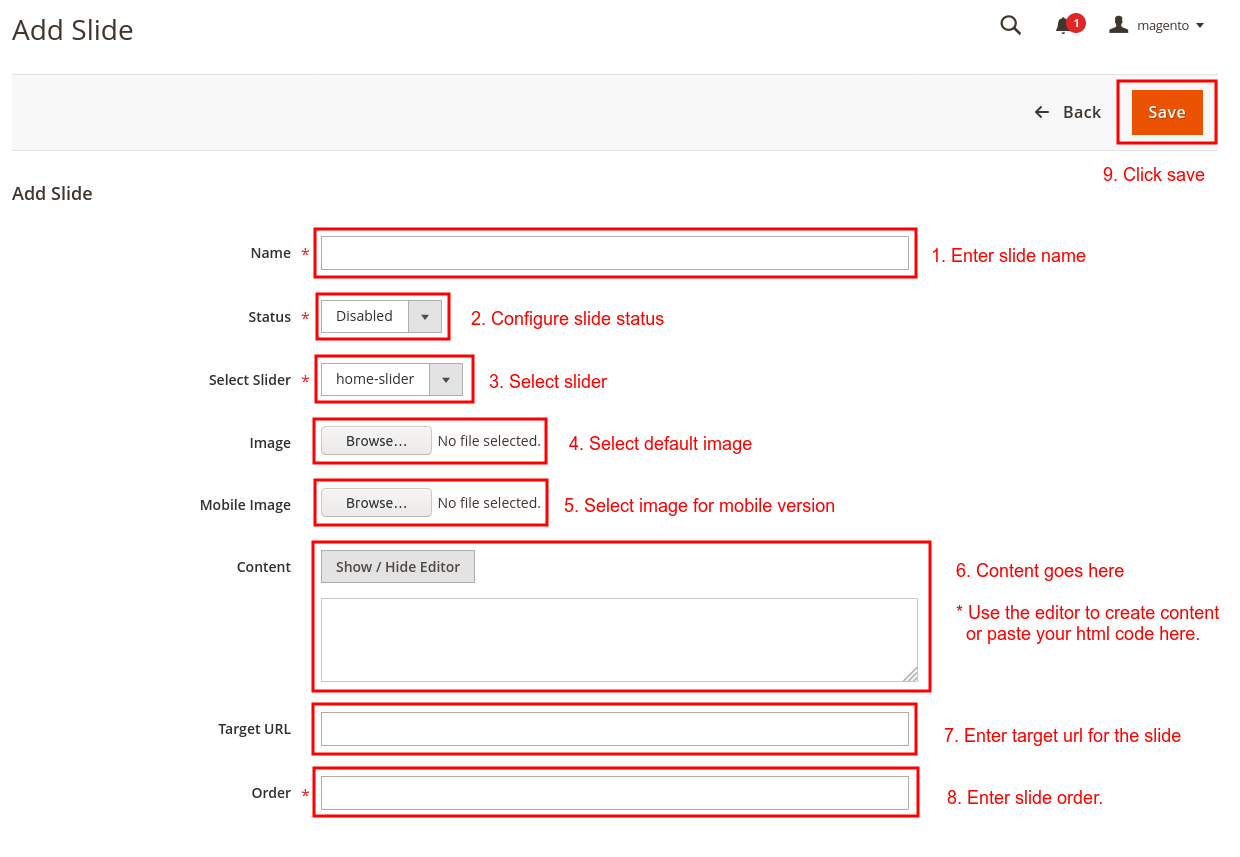 Add Slide
1
magento
Back
Save
9. Click save
Add Slide
Name *
1. Enter slide name
Status *
Disabled
2. Configure slide status
Select Slider *
home-slider
3. Select slider
Image
Browse...
No file selected.
4. Select default image
Mobile Image
Browse...
No file selected.
5. Select image for mobile version
Content
Show / Hide Editor
6. Content goes here
* Use the editor to create content
or paste your html code here.
Target URL
7. Enter target url for the slide
Order *
8. Enter slide order.